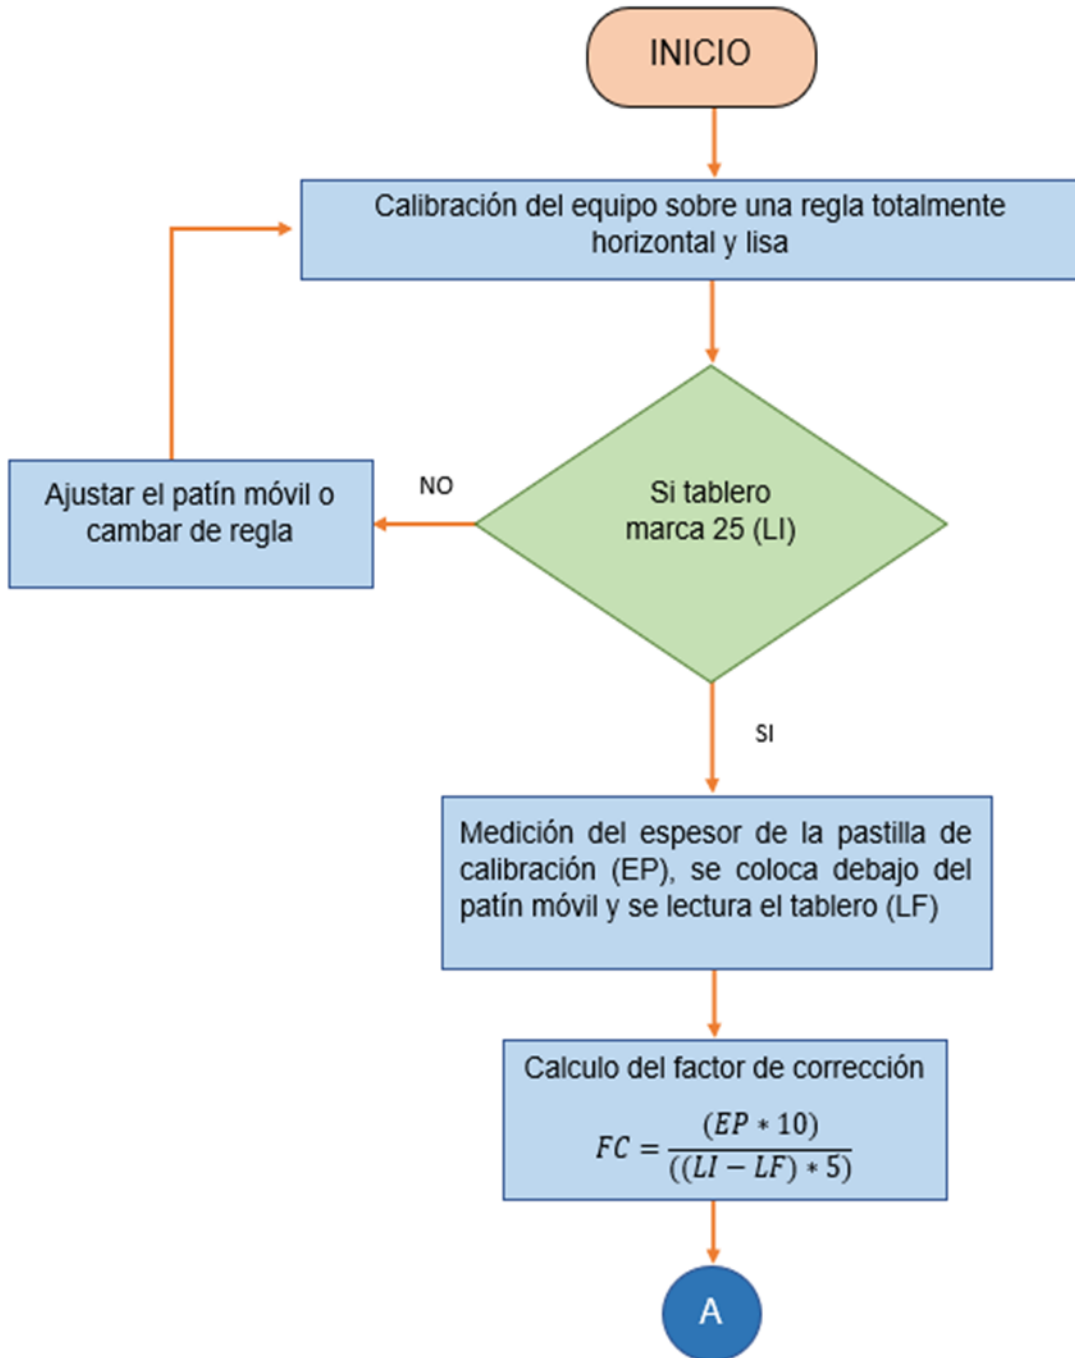 INICIO
Calibración del equipo sobre una regla totalmente
horizontal y lisa
Si tablero
marca 25 (LI)
NO
Ajustar el patín móvil o
cambar de regla
SI
Medición del espesor de la pastilla de
calibración (EP), se coloca debajo del
patín móvil y se lectura el tablero (LF)
Calculo del factor de corrección
FC = (EP * 10) / ((LI − LF) * 5)
A